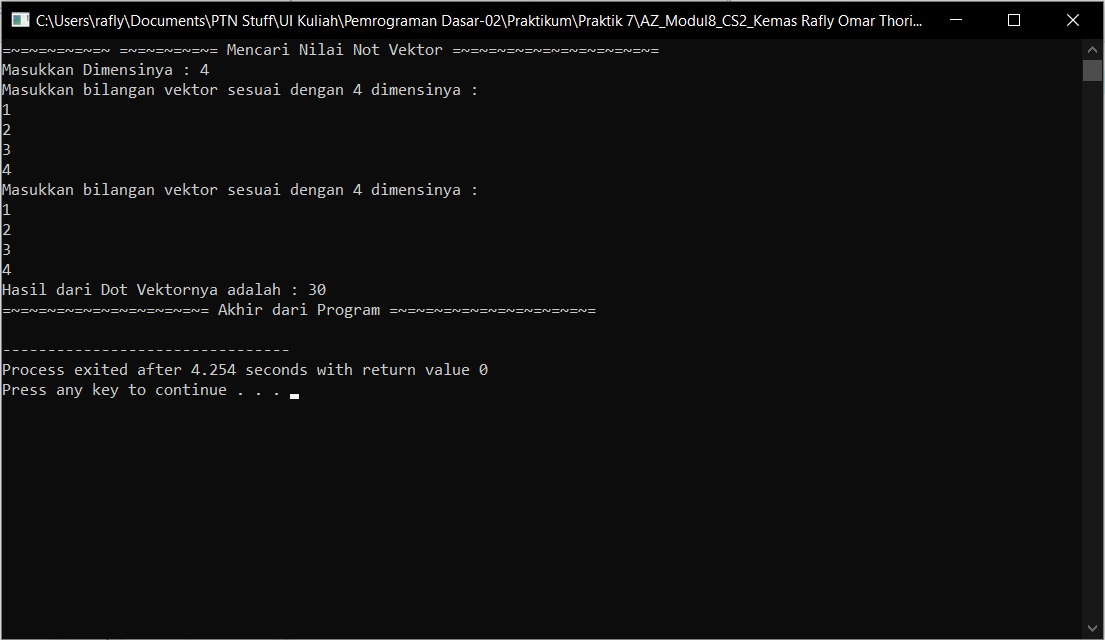 C:\Users\rafly\Documents\PTN Stuff\UI Kuliah\Pemrograman Dasar-02\Praktikum\Praktik 7\AZ_Modul8_CS2_Kemas Rafly Omar Thori...
=~=~=~=~=~=~ =~=~=~=~=~= Mencari Nilai Not Vektor =~=~=~=~=~=~=~=~=~=~=~=
Masukkan Dimensinya : 4
Masukkan bilangan vektor sesuai dengan 4 dimensinya :
1
2
3
4
Masukkan bilangan vektor sesuai dengan 4 dimensinya :
1
2
3
4
Hasil dari Dot Vektornya adalah : 30
=~=~=~=~=~=~=~=~=~=~=~= Akhir dari Program =~=~=~=~=~=~=~=~=~=~=~=
--------------------------------
Process exited after 4.254 seconds with return value 0
Press any key to continue . . .